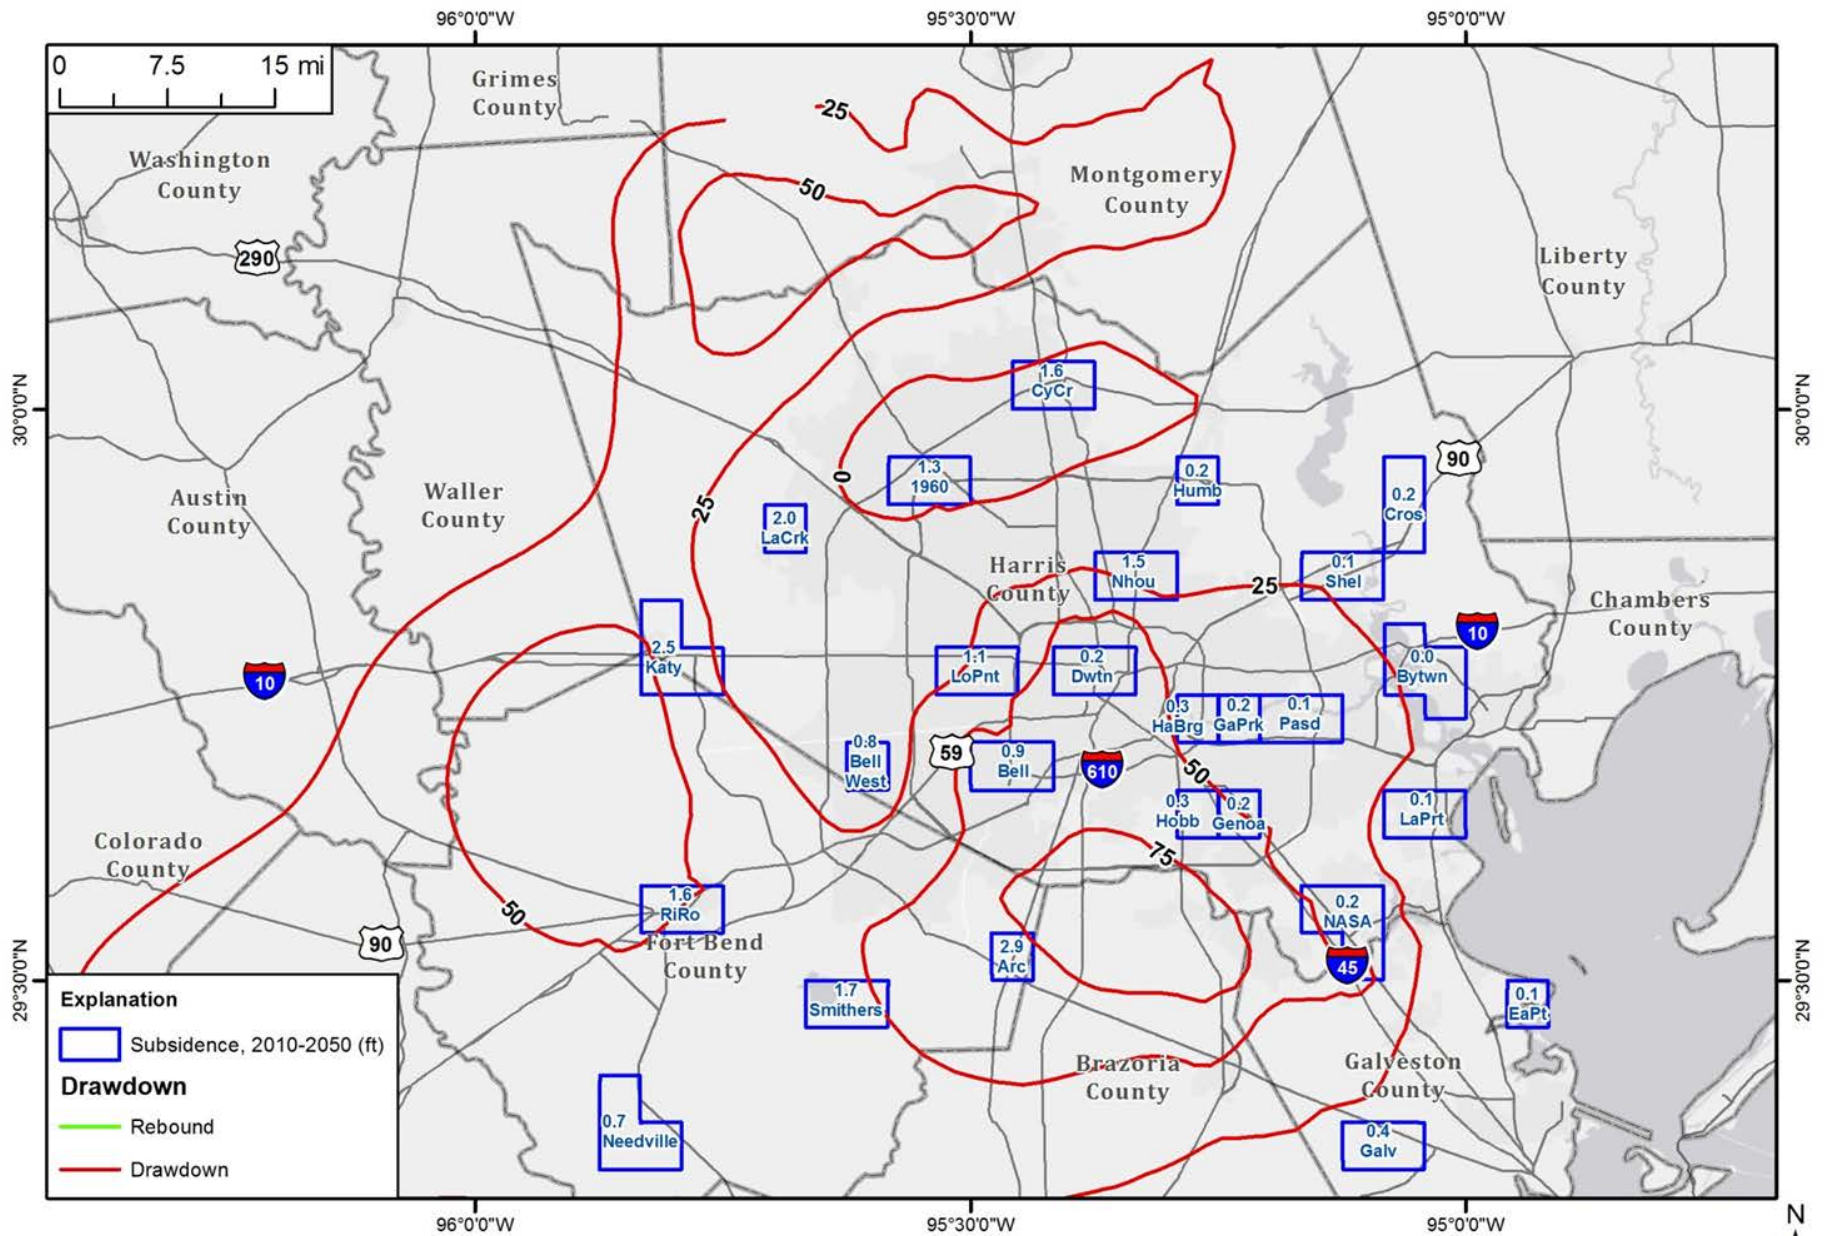 96°0'0"W 95°30'0"W 95°0'0"W
0 7.5 15 mi
Grimes
County
25
Washington
County
50
Montgomery
County
290
Liberty
County
30°0'0"N
30°0'0"N
1.6
CyCr
90
1.3
1960
0
0.2
Humb
0.2
Cros
Austin
County
Waller
County
25
2.0
LaCrk
Harris
County
1.5
Nhou
25
0.1
Shel
Chambers
County
10
2.5
Katy
10
1.1
LoPnt
0.2
Dwtn
0.0
Bytwn
0.3
HaBrg
0.2
GaPrk
0.1
Pasd
0.8
Bell
West
59
0.9
Bell
610
50
0.3
Hobb
0.2
Genoa
0.1
LaPrt
Colorado
County
75
50
1.6
RiRo
0.2
NASA
90
Fort Bend
County
2.9
Arc
45
29°30'0"N
29°30'0"N
1.7
Smithers
0.1
EaPt
Brazoria
County
Galveston
County
0.7
Needville
0.4
Galv
Explanation
Subsidence, 2010-2050 (ft)
Drawdown
Rebound
Drawdown
96°0'0"W 95°30'0"W 95°0'0"W
N